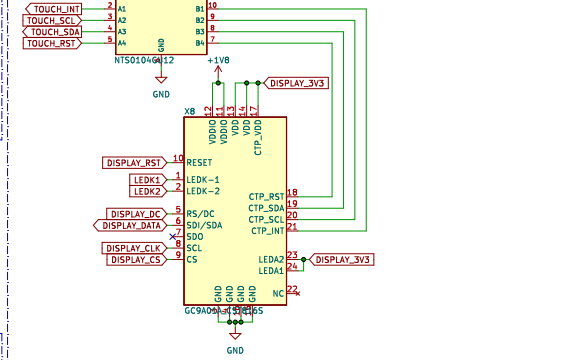 TOUCH_INT 2 A1 B1 10
TOUCH_SCL 3 A2 B2 9
TOUCH_SDA 4 A3 B3 8
TOUCH_RST 5 A4 B4 7
GND
NTS0104GU12
+1V8
GND
DISPLAY_3V3
X8
12 11 13 14 17
VDDIO VDDIO VDD VDD CTP_VDD
DISPLAY_RST 10 RESET
LEDK1 1 LEDK-1
LEDK2 2 LEDK-2
CTP_RST 18
DISPLAY_DC 5 RS/DC CTP_SDA 19
DISPLAY_DATA 6 SDI/SDA CTP_SCL 20
7 SDO CTP_INT 21
DISPLAY_CLK 8 SCL
DISPLAY_CS 9 CS LEDA2 23 DISPLAY_3V3
LEDA1 24
NC 22
GND GND GND GND
GND